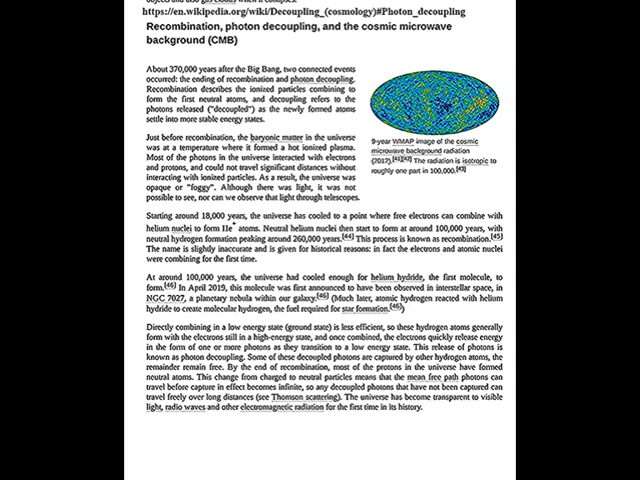 https://en.wikipedia.org/wiki/Decoupling_(cosmology)#Photon_decoupling
Recombination, photon decoupling, and the cosmic microwave
background (CMB)
About 370,000 years after the Big Bang, two connected events
occurred: the ending of recombination and photon decoupling.
Recombination describes the ionized particles combining to
form the first neutral atoms, and decoupling refers to the
photons released ("decoupled") as the newly formed atoms
settle into more stable energy states.
Just before recombination, the baryonic matter in the universe
was at a temperature where it formed a hot ionized plasma.
Most of the photons in the universe interacted with electrons
and protons, and could not travel significant distances without
interacting with ionized particles. As a result, the universe was
opaque or "foggy". Although there was light, it was not
possible to see, nor can we observe that light through telescopes.
9-year WMAP image of the cosmic
microwave background radiation
(2012).[41][42] The radiation is isotropic to
roughly one part in 100,000.[43]
Starting around 18,000 years, the universe has cooled to a point where free electrons can combine with
helium nuclei to form He+ atoms. Neutral helium nuclei then start to form at around 100,000 years, with
neutral hydrogen formation peaking around 260,000 years.[44] This process is known as recombination.[45]
The name is slightly inaccurate and is given for historical reasons: in fact the electrons and atomic nuclei
were combining for the first time.
At around 100,000 years, the universe had cooled enough for helium hydride, the first molecule, to
form.[46] In April 2019, this molecule was first announced to have been observed in interstellar space, in
NGC 7027, a planetary nebula within our galaxy.[46] (Much later, atomic hydrogen reacted with helium
hydride to create molecular hydrogen, the fuel required for star formation.[46])
Directly combining in a low energy state (ground state) is less efficient, so these hydrogen atoms generally
form with the electrons still in a high-energy state, and once combined, the electrons quickly release energy
in the form of one or more photons as they transition to a low energy state. This release of photons is
known as photon decoupling. Some of these decoupled photons are captured by other hydrogen atoms, the
remainder remain free. By the end of recombination, most of the protons in the universe have formed
neutral atoms. This change from charged to neutral particles means that the mean free path photons can
travel before capture in effect becomes infinite, so any decoupled photons that have not been captured can
travel freely over long distances (see Thomson scattering). The universe has become transparent to visible
light, radio waves and other electromagnetic radiation for the first time in its history.